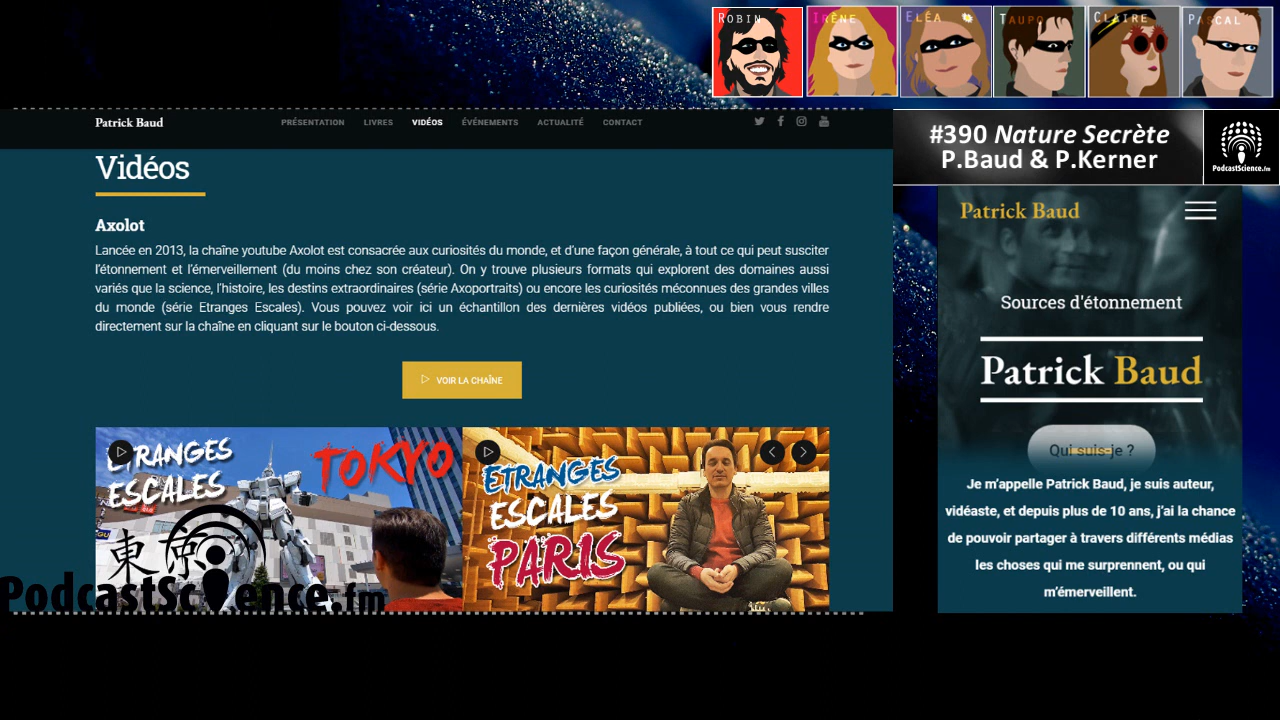 ROBIN
IRÈNE
ELÉA
TAUPO
CLAIRE
PASCAL
Patrick Baud
PRÉSENTATION
LIVRES
VIDÉOS
ÉVÉNEMENTS
ACTUALITÉ
CONTACT
#390 Nature Secrète
P.Baud & P.Kerner
PodcastScience.fm
Vidéos
Axolot
Lancée en 2013, la chaîne youtube Axolot est consacrée aux curiosités du monde, et d'une façon générale, à tout ce qui peut susciter
l'étonnement et l'émerveillement (du moins chez son créateur). On y trouve plusieurs formats qui explorent des domaines aussi
variés que la science, l'histoire, les destins extraordinaires (série Axoportraits) ou encore les curiosités méconnues des grandes villes
du monde (série Etranges Escales). Vous pouvez voir ici un échantillon des dernières vidéos publiées, ou bien vous rendre
directement sur la chaîne en cliquant sur le bouton ci-dessous.
VOIR LA CHAÎNE
ETRANGES
ESCALES
TOKYO
東京
ETRANGES
ESCALES
PARIS
PodcastScience.fm
Patrick Baud
Sources d'étonnement
Patrick Baud
Qui suis-je ?
Je m'appelle Patrick Baud, je suis auteur,
vidéaste, et depuis plus de 10 ans, j'ai la chance
de pouvoir partager à travers différents médias
les choses qui me surprennent, ou qui
m'émerveillent.